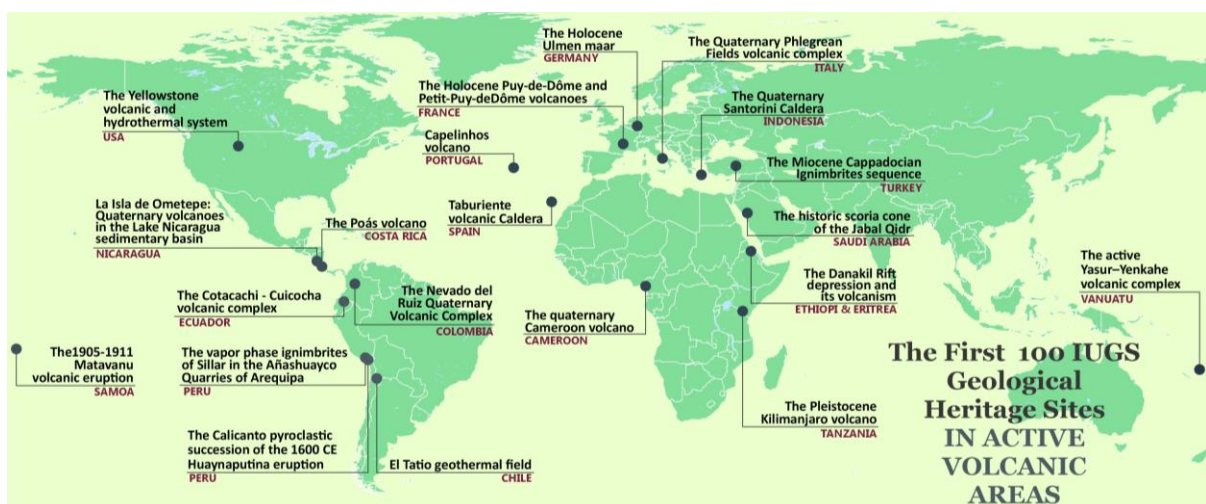 The Holocene
Ulmen maar
GERMANY
The Quaternary Phlegrean
Fields volcanic complex
ITALY
The Yellowstone
volcanic and
hydrothermal system
USA
The Holocene Puy-de-Dôme and
Petit-Puy-deDôme volcanoes
FRANCE
The Quaternary
Santorini Caldera
INDONESIA
Capelinhos
volcano
PORTUGAL
The Miocene Cappadocian
Ignimbrites sequence
TURKEY
La Isla de Ometepe:
Quaternary volcanoes
in the Lake Nicaragua
sedimentary basin
NICARAGUA
The Poás volcano
COSTA RICA
Taburiente
volcanic Caldera
SPAIN
The historic scoria cone
of the Jabal Qidr
SAUDI ARABIA
The active
Yasur–Yenkahe
volcanic complex
VANUATU
The Cotacachi - Cuicocha
volcanic complex
ECUADOR
The Nevado del
Ruiz Quaternary
Volcanic Complex
COLOMBIA
The quaternary
Cameroon volcano
CAMEROON
The Danakil Rift
depression and
its volcanism
ETHIOPI & ERITREA
The1905-1911
Matavanu
volcanic eruption
SAMOA
The vapor phase ignimbrites
of Sillar in the Añashuayco
Quarries of Arequipa
PERU
The Pleistocene
Kilimanjaro volcano
TANZANIA
The Calicanto pyroclastic
succession of the 1600 CE
Huaynaputina eruption
PERU
El Tatio geothermal field
CHILE
The First 100 IUGS
Geological
Heritage Sites
IN ACTIVE
VOLCANIC
AREAS